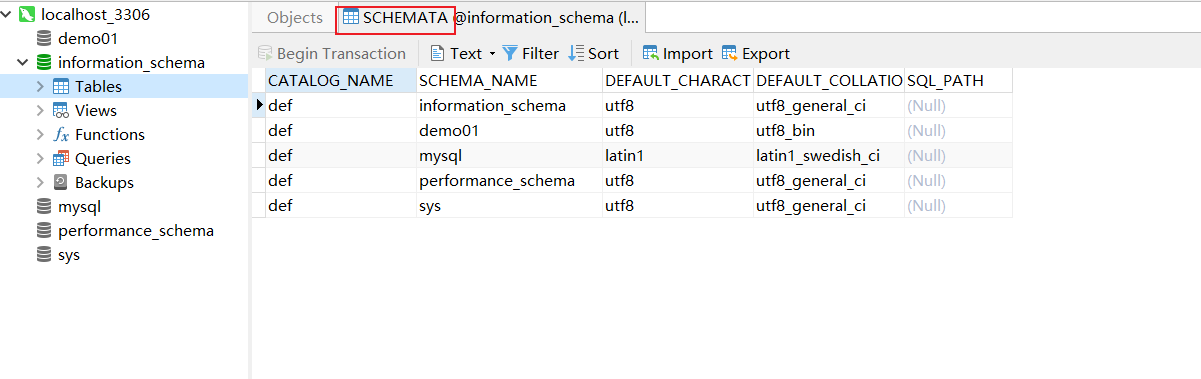 localhost_3306
demo01
information_schema
Tables
Views
fx Functions
Queries
Backups
mysql
performance_schema
sys
Objects SCHEMATA @information_schema (l...
Begin Transaction Text Filter Sort Import Export
CATALOG_NAME SCHEMA_NAME DEFAULT_CHARACT DEFAULT_COLLATIO SQL_PATH
def information_schema utf8 utf8_general_ci (Null)
def demo01 utf8 utf8_bin (Null)
def mysql latin1 latin1_swedish_ci (Null)
def performance_schema utf8 utf8_general_ci (Null)
def sys utf8 utf8_general_ci (Null)